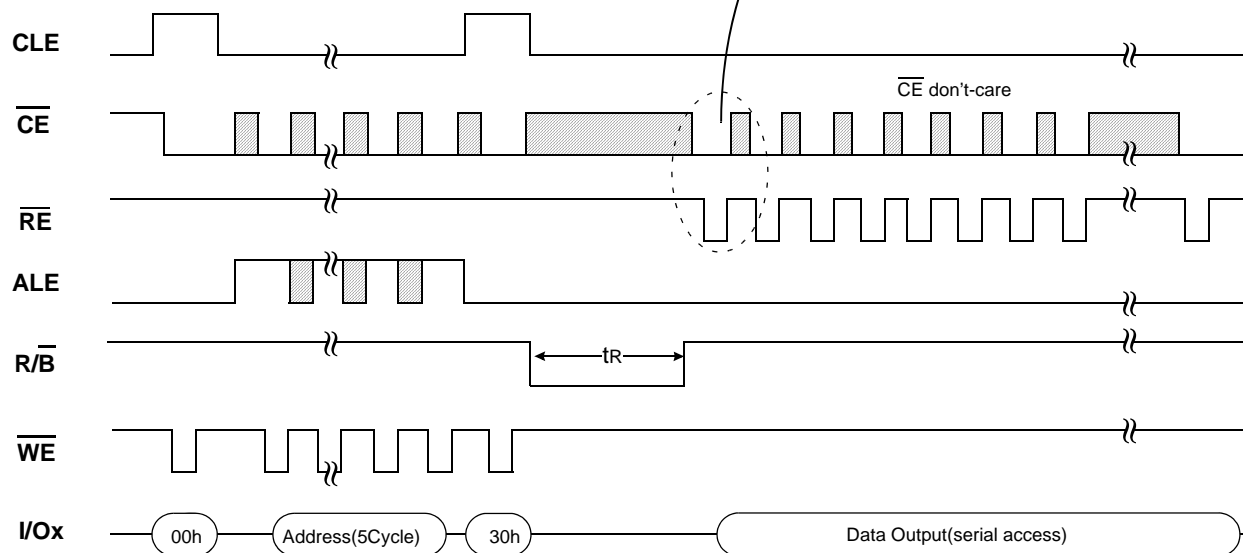 CLE
CE
CE don't-care
RE
ALE
R/B
tR
WE
I/Ox
00h
Address(5Cycle)
30h
Data Output(serial access)